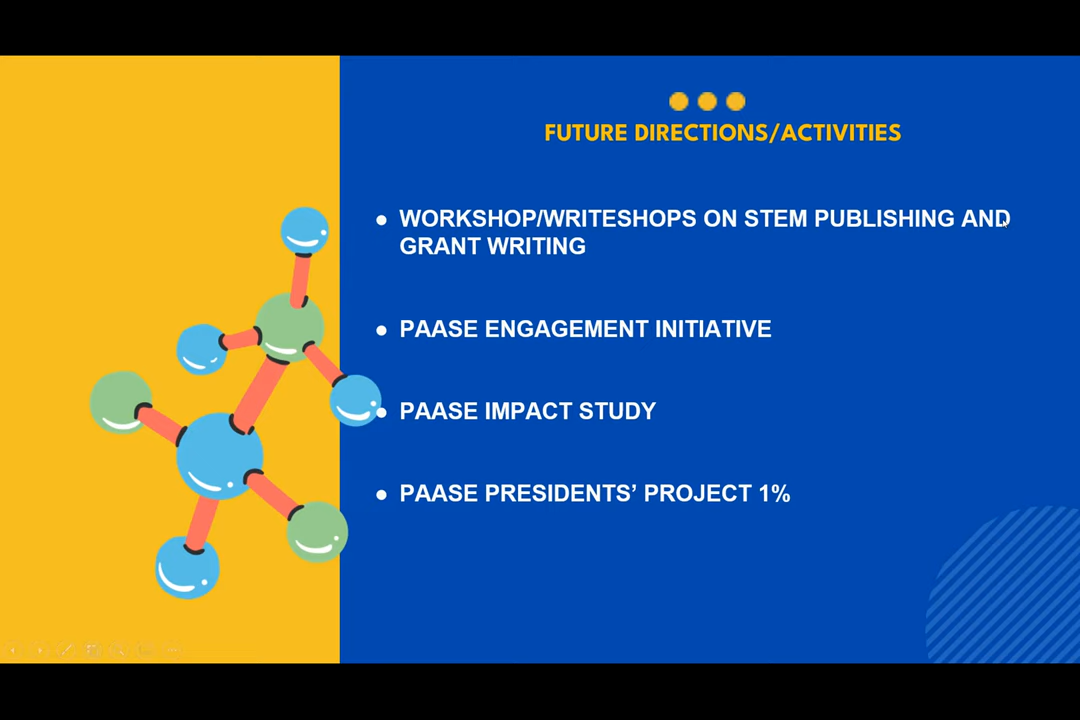 FUTURE DIRECTIONS/ACTIVITIES
● WORKSHOP/WRITESHOPS ON STEM PUBLISHING AND
GRANT WRITING
● PAASE ENGAGEMENT INITIATIVE
● PAASE IMPACT STUDY
● PAASE PRESIDENTS’ PROJECT 1%